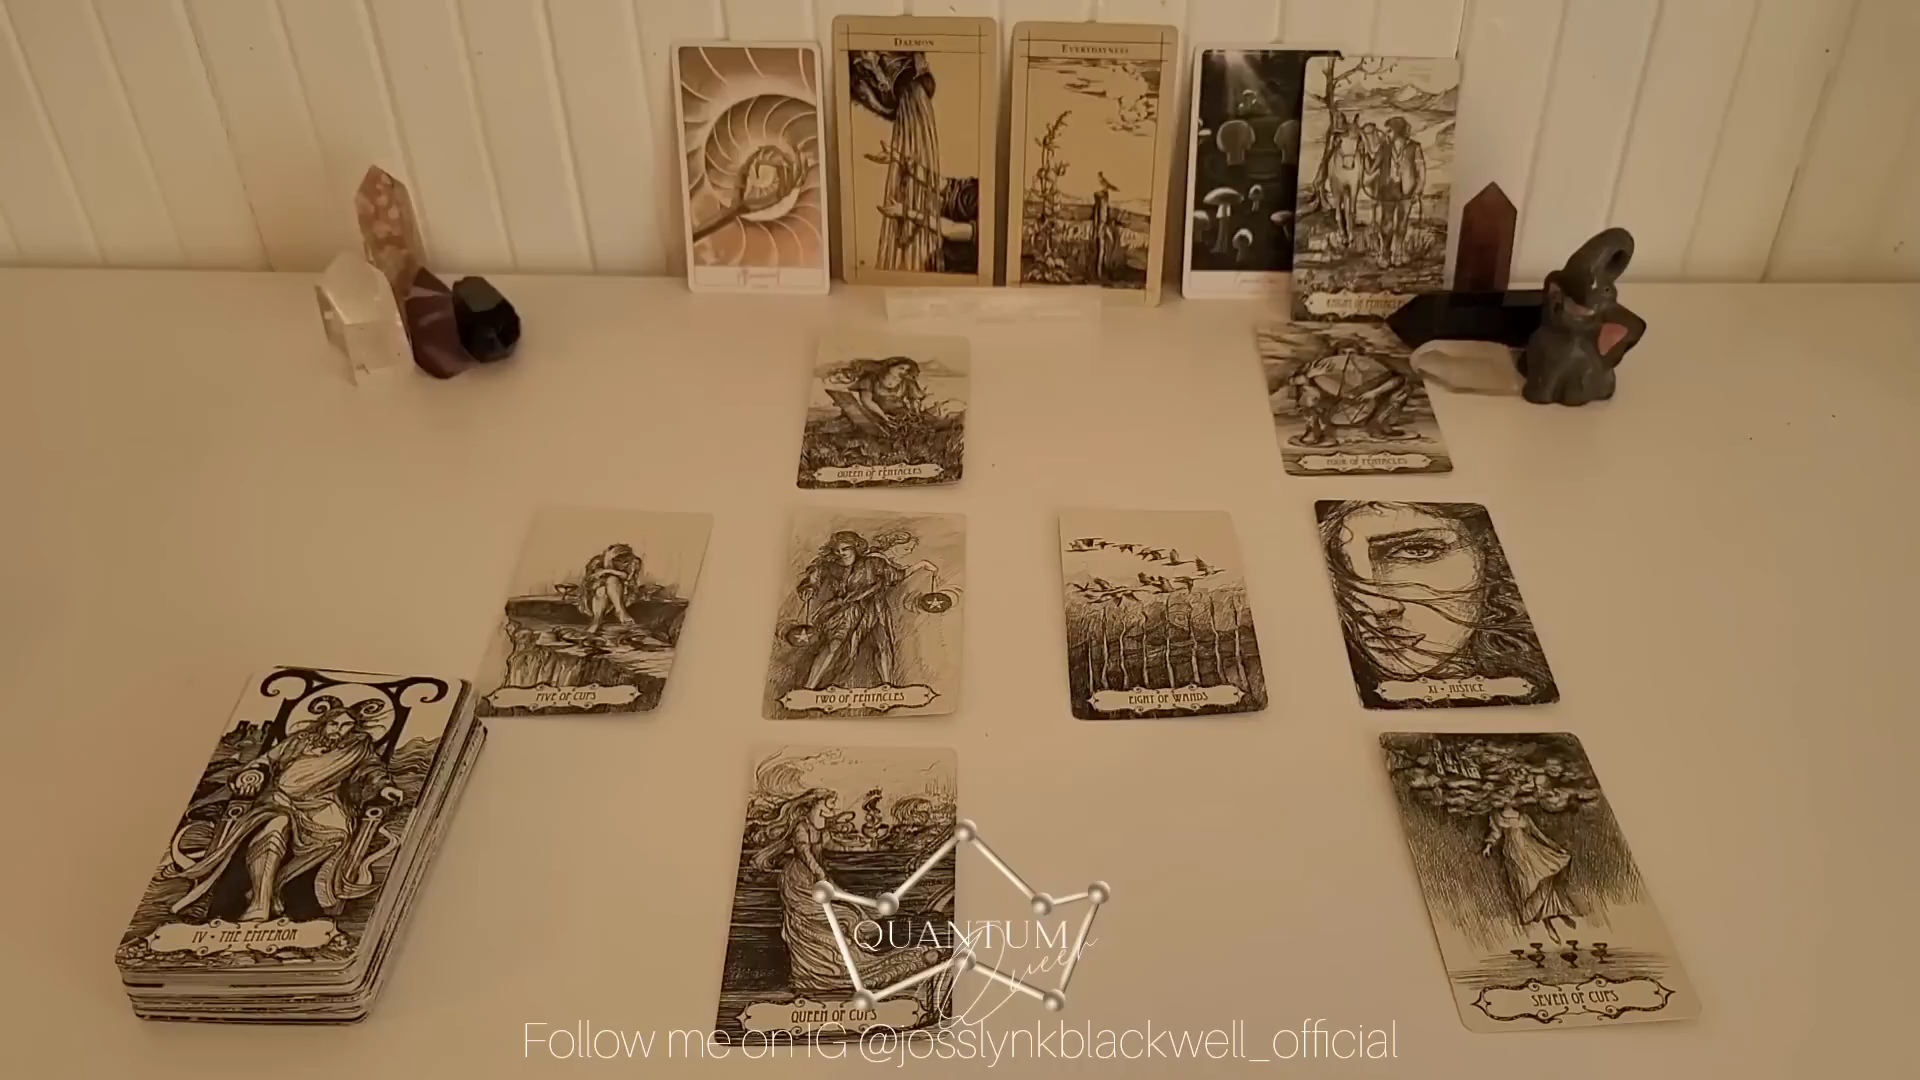 DAEMON
EVERYDAYNESS
KNIGHT OF PENTACLES
QUEEN OF PENTACLES
FOUR OF PENTACLES
FIVE OF CUPS
TWO OF PENTACLES
EIGHT OF WANDS
XI • JUSTICE
IV • THE EMPEROR
QUEEN OF CUPS
SEVEN OF CUPS
QUANTUM
Queen
Follow me on IG @josslynkblackwell_official